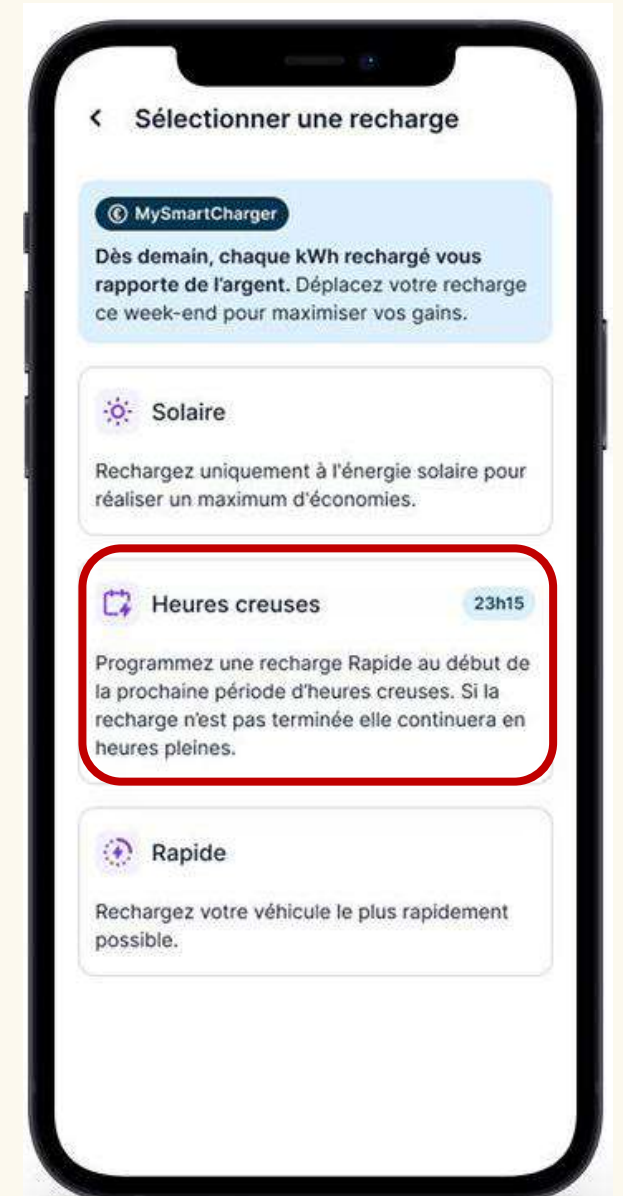 Sélectionner une recharge
MySmartCharger
Dès demain, chaque kWh rechargé vous
rapporte de l'argent. Déplacez votre recharge
ce week-end pour maximiser vos gains.
Solaire
Rechargez uniquement à l'énergie solaire pour
réaliser un maximum d'économies.
Heures creuses 23h15
Programmez une recharge Rapide au début de
la prochaine période d'heures creuses. Si la
recharge n'est pas terminée elle continuera en
heures pleines.
Rapide
Rechargez votre véhicule le plus rapidement
possible.